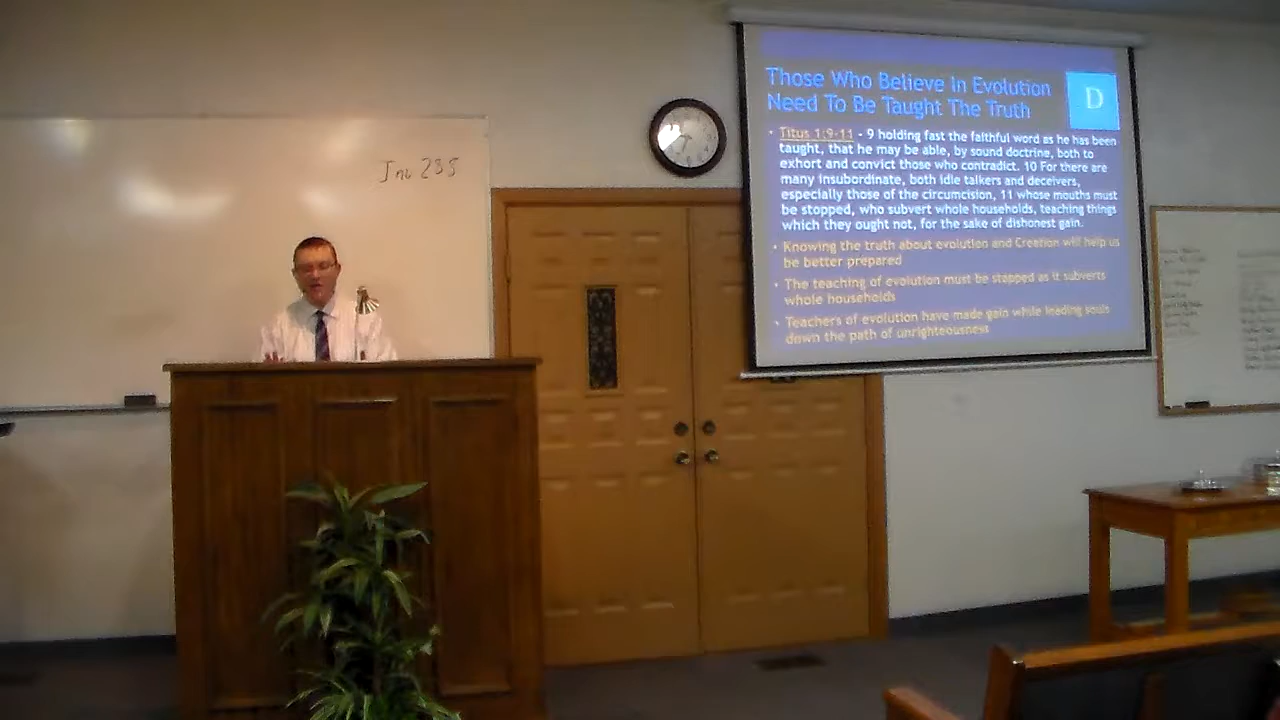 Inv 235
Those Who Believe In Evolution
Need To Be Taught The Truth
D
• Titus 1:9-11 - 9 holding fast the faithful word as he has been
taught, that he may be able, by sound doctrine, both to
exhort and convict those who contradict. 10 For there are
many insubordinate, both idle talkers and deceivers,
especially those of the circumcision, 11 whose mouths must
be stopped, who subvert whole households, teaching things
which they ought not, for the sake of dishonest gain.
• Knowing the truth about evolution and Creation will help us
be better prepared
• The teaching of evolution must be stopped as it subverts
whole households
• Teachers of evolution have made gain while leading souls
down the path of unrighteousness